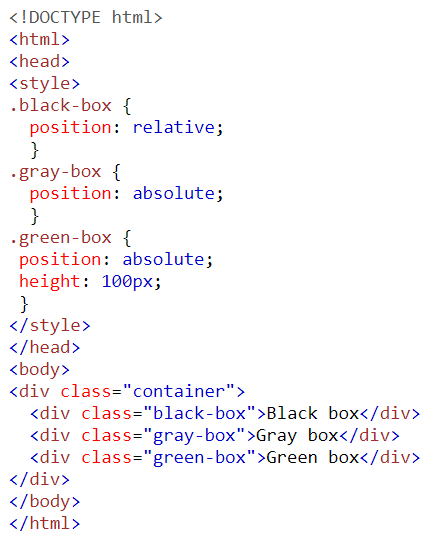 <!DOCTYPE html>
<html>
<head>
<style>
.black-box {
  position: relative;
  }
.gray-box {
  position: absolute;
  }
.green-box {
 position: absolute;
 height: 100px;
 }
</style>
</head>
<body>
<div class="container">
  <div class="black-box">Black box</div>
  <div class="gray-box">Gray box</div>
  <div class="green-box">Green box</div>
</div>
</body>
</html>